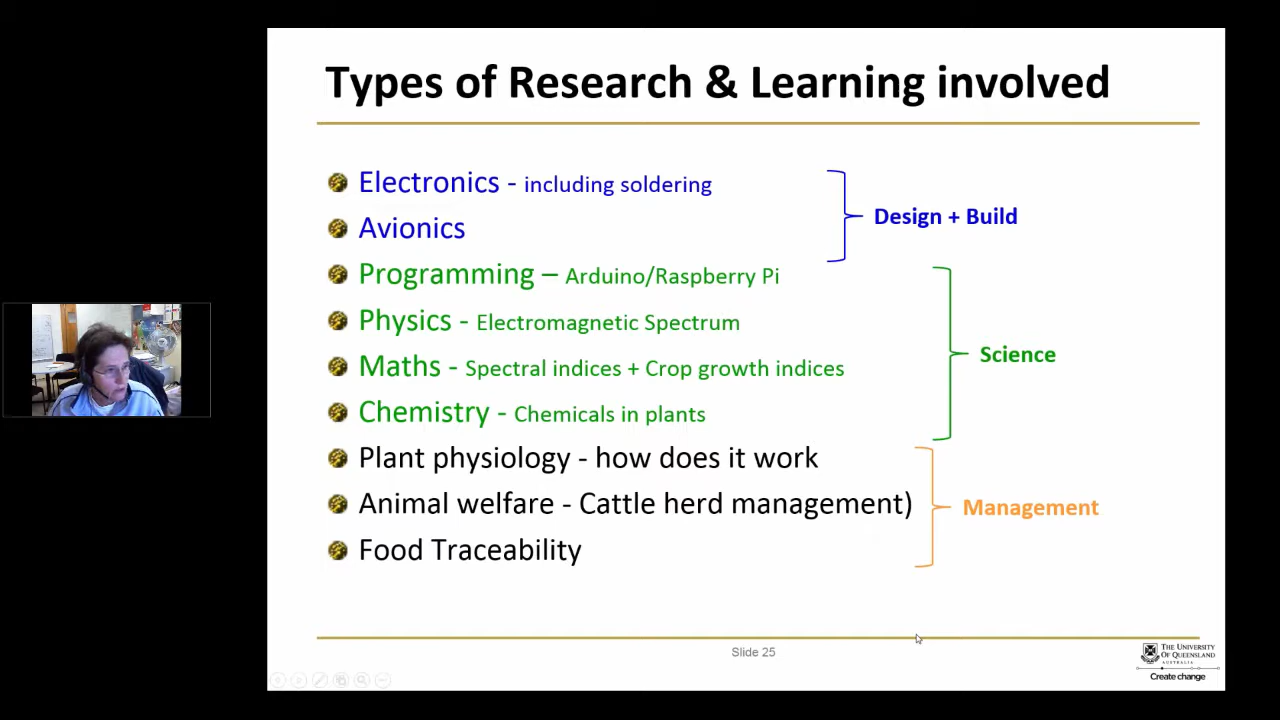 Types of Research & Learning involved
Electronics - including soldering
Avionics
Design + Build
Programming – Arduino/Raspberry Pi
Physics - Electromagnetic Spectrum
Maths - Spectral indices + Crop growth indices
Chemistry - Chemicals in plants
Science
Plant physiology - how does it work
Animal welfare - Cattle herd management)
Food Traceability
Management
Slide 25
THE UNIVERSITY
OF QUEENSLAND
AUSTRALIA
Create change